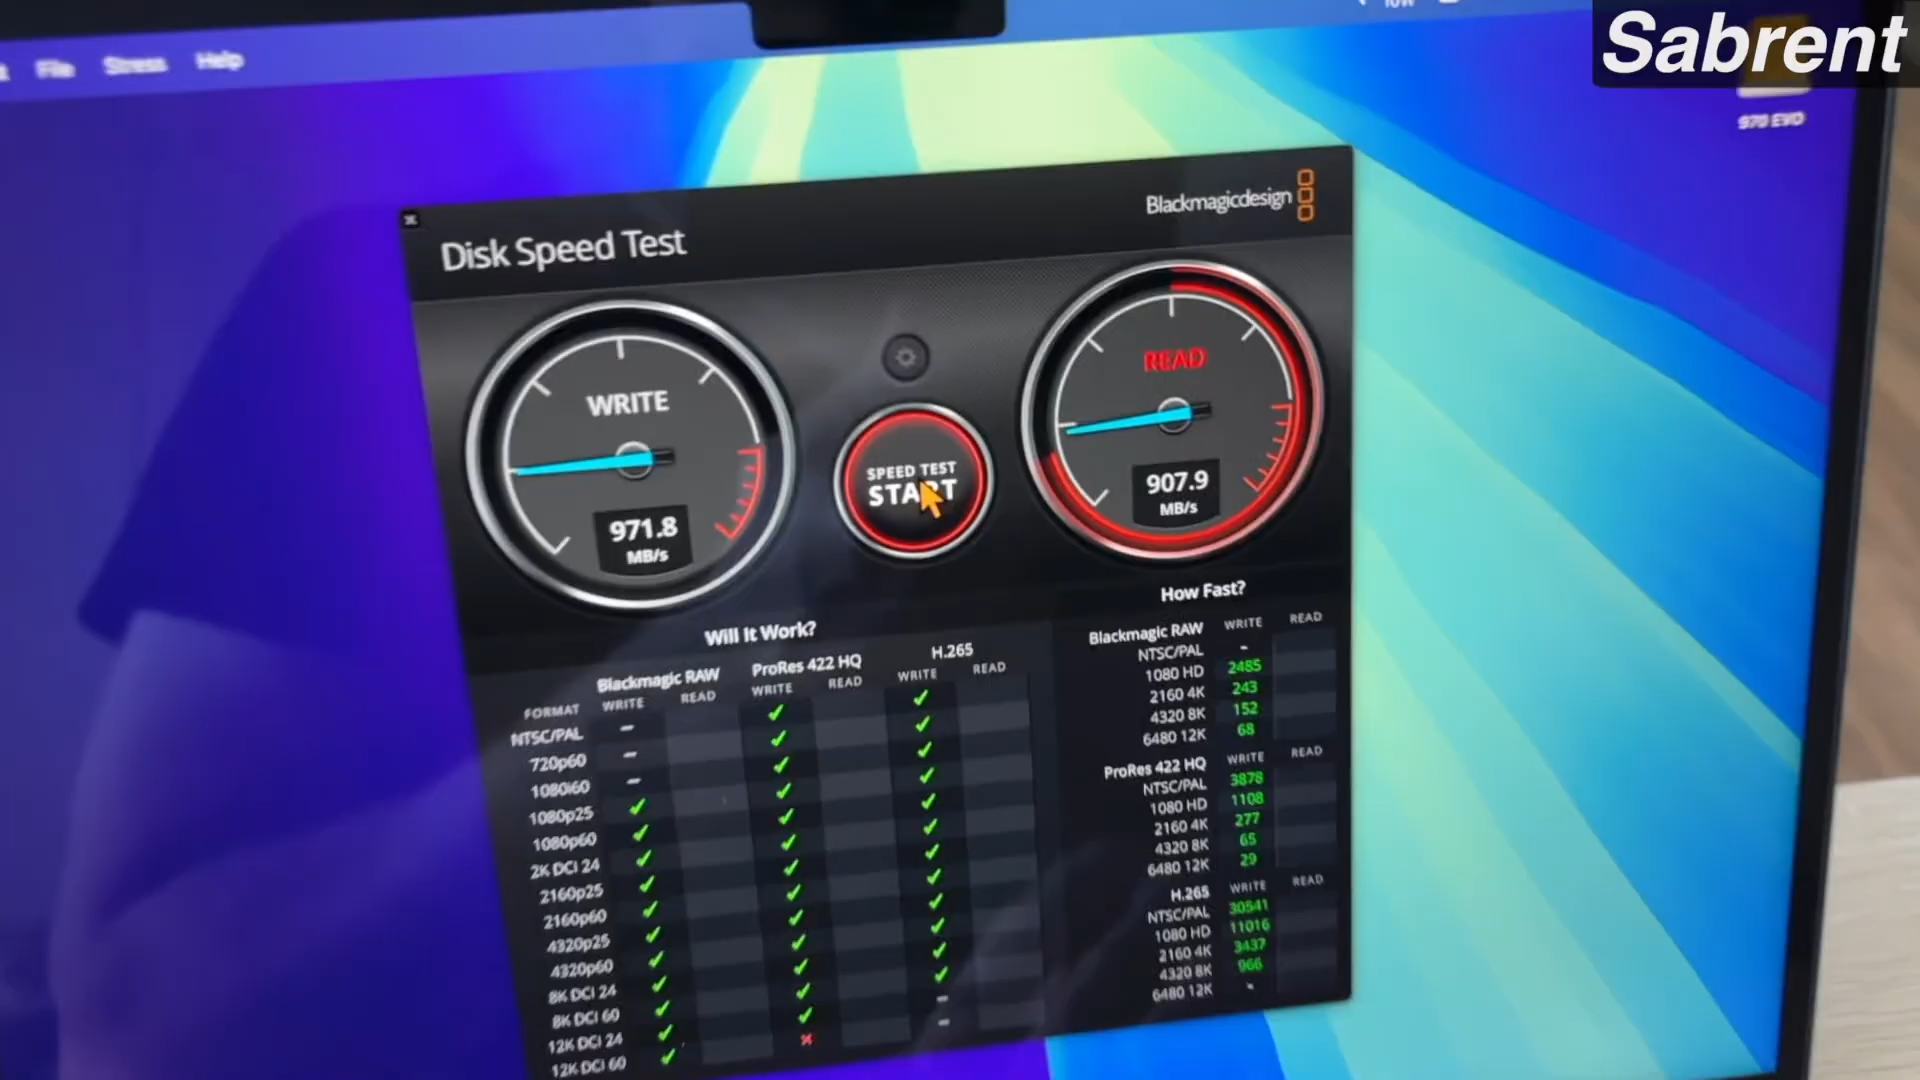 Sabrent
File Stress Help
970 EVO
Blackmagicdesign
Disk Speed Test
WRITE
971.8
MB/s
SPEED TEST
START
READ
907.9
MB/s
Will It Work?
Blackmagic RAW ProRes 422 HQ H.265
FORMAT WRITE READ WRITE READ WRITE READ
NTSC/PAL – ✓ ✓
720p60 – ✓ ✓
1080i60 – ✓ ✓
1080p25 ✓ ✓ ✓
1080p60 ✓ ✓ ✓
2K DCI 24 ✓ ✓ ✓
2160p25 ✓ ✓ ✓
2160p60 ✓ ✓ ✓
4320p25 ✓ ✓ ✓
4320p60 ✓ ✓ ✓
8K DCI 24 ✓ ✓ ✓
8K DCI 60 ✓ ✓ ✓
12K DCI 24 ✓ ✓ –
12K DCI 60 ✓ ✗ –
How Fast?
Blackmagic RAW WRITE READ
NTSC/PAL -
1080 HD 2485
2160 4K 243
4320 8K 152
6480 12K 68
ProRes 422 HQ WRITE READ
NTSC/PAL 3878
1080 HD 1108
2160 4K 277
4320 8K 65
6480 12K 29
H.265 WRITE READ
NTSC/PAL 30541
1080 HD 11016
2160 4K 3437
4320 8K 966
6480 12K -